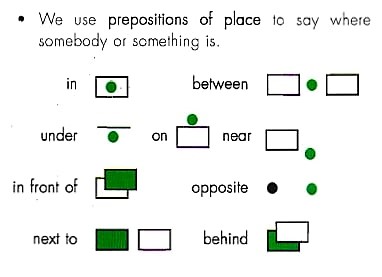 • We use prepositions of place to say where
somebody or something is.
in between
under on near
in front of opposite
next to behind